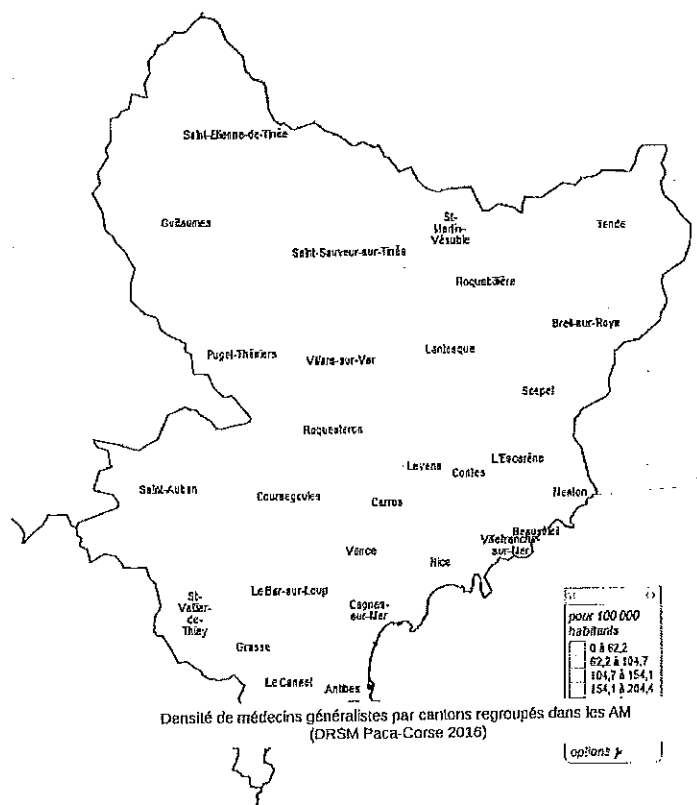 Saint-Etienne-de-Tinée
Guillaumes
St-
Martin-
Vésubie
Tende
Saint-Sauveur-sur-Tinée
Roquebilière
Breil-sur-Roya
Puget-Théniers
Villars-sur-Var
Lantosque
Sospel
Roquesteron
Levens
Contes
L'Escarène
Saint-Auban
Coursegoules
Carros
Menton
Beausoleil
Villefranche-
sur-Mer
Vence
Nice
St-
Vallier-
de-
Thiey
Le Bar-sur-Loup
Cagnes-
sur-Mer
Grasse
Le Cannet
Antibes
pour 100 000
habitants
0 à 62,2
62,2 à 104,7
104,7 à 154,1
154,1 à 204,4
Densité de médecins généralistes par cantons regroupés dans les AM
(DRSM Paca-Corse 2016)
options